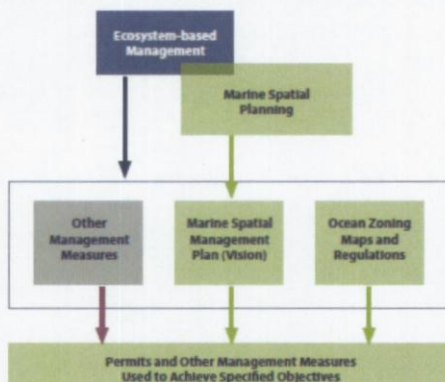 Ecosystem-based
Management
Marine Spatial
Planning
Other
Management
Measures
Marine Spatial
Management
Plan (Vision)
Ocean Zoning
Maps and
Regulations
Permits and Other Management Measures
Used to Achieve Specified Objectives